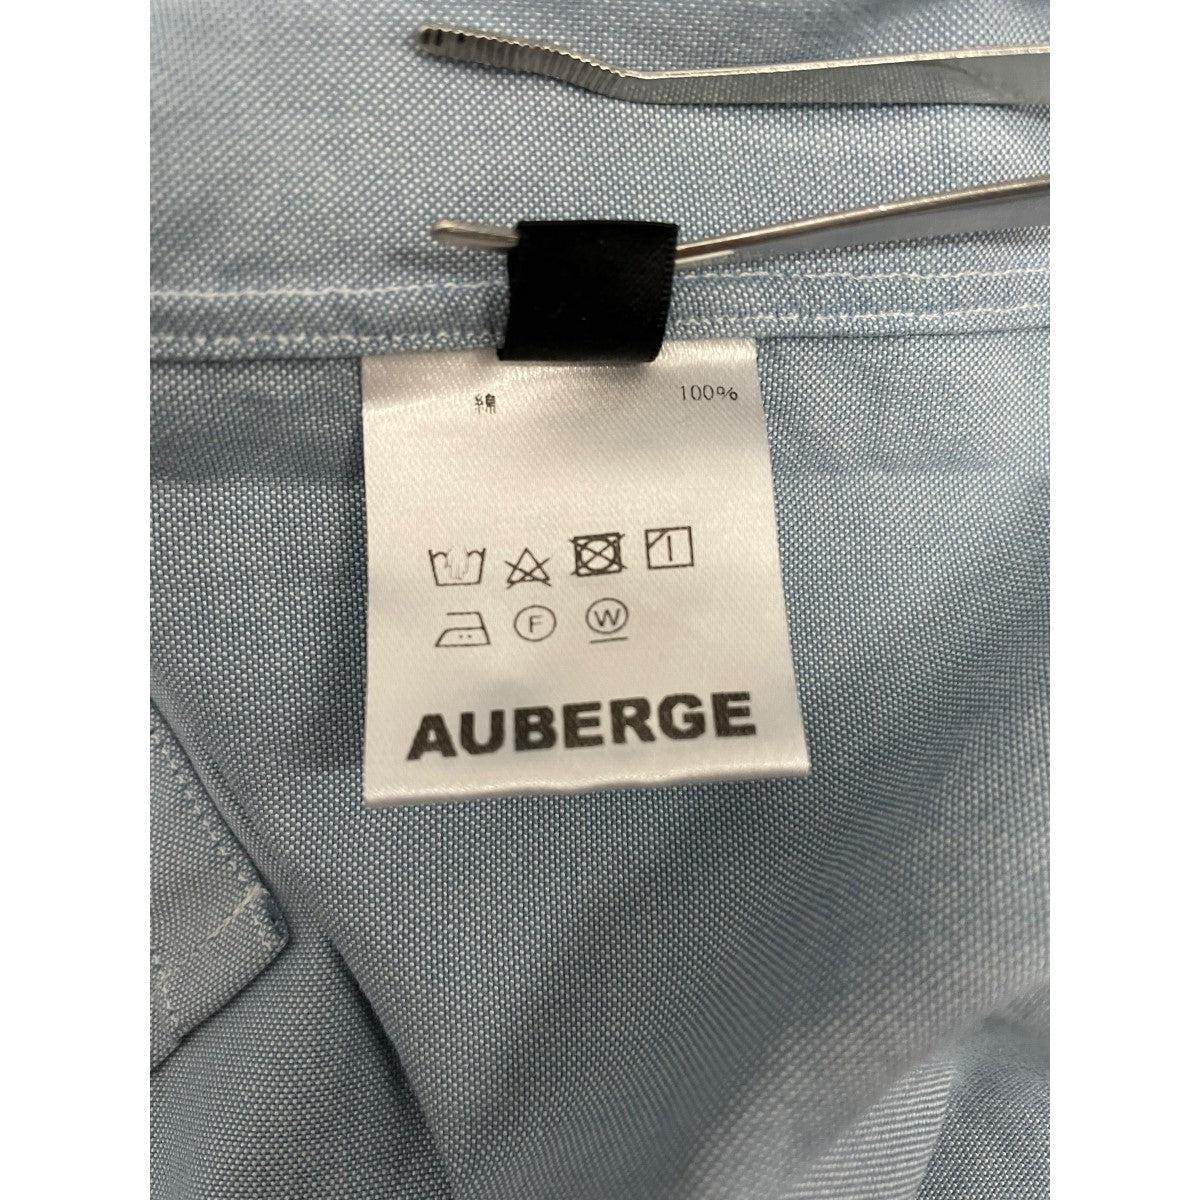 綿 100%
F W
AUBERGE